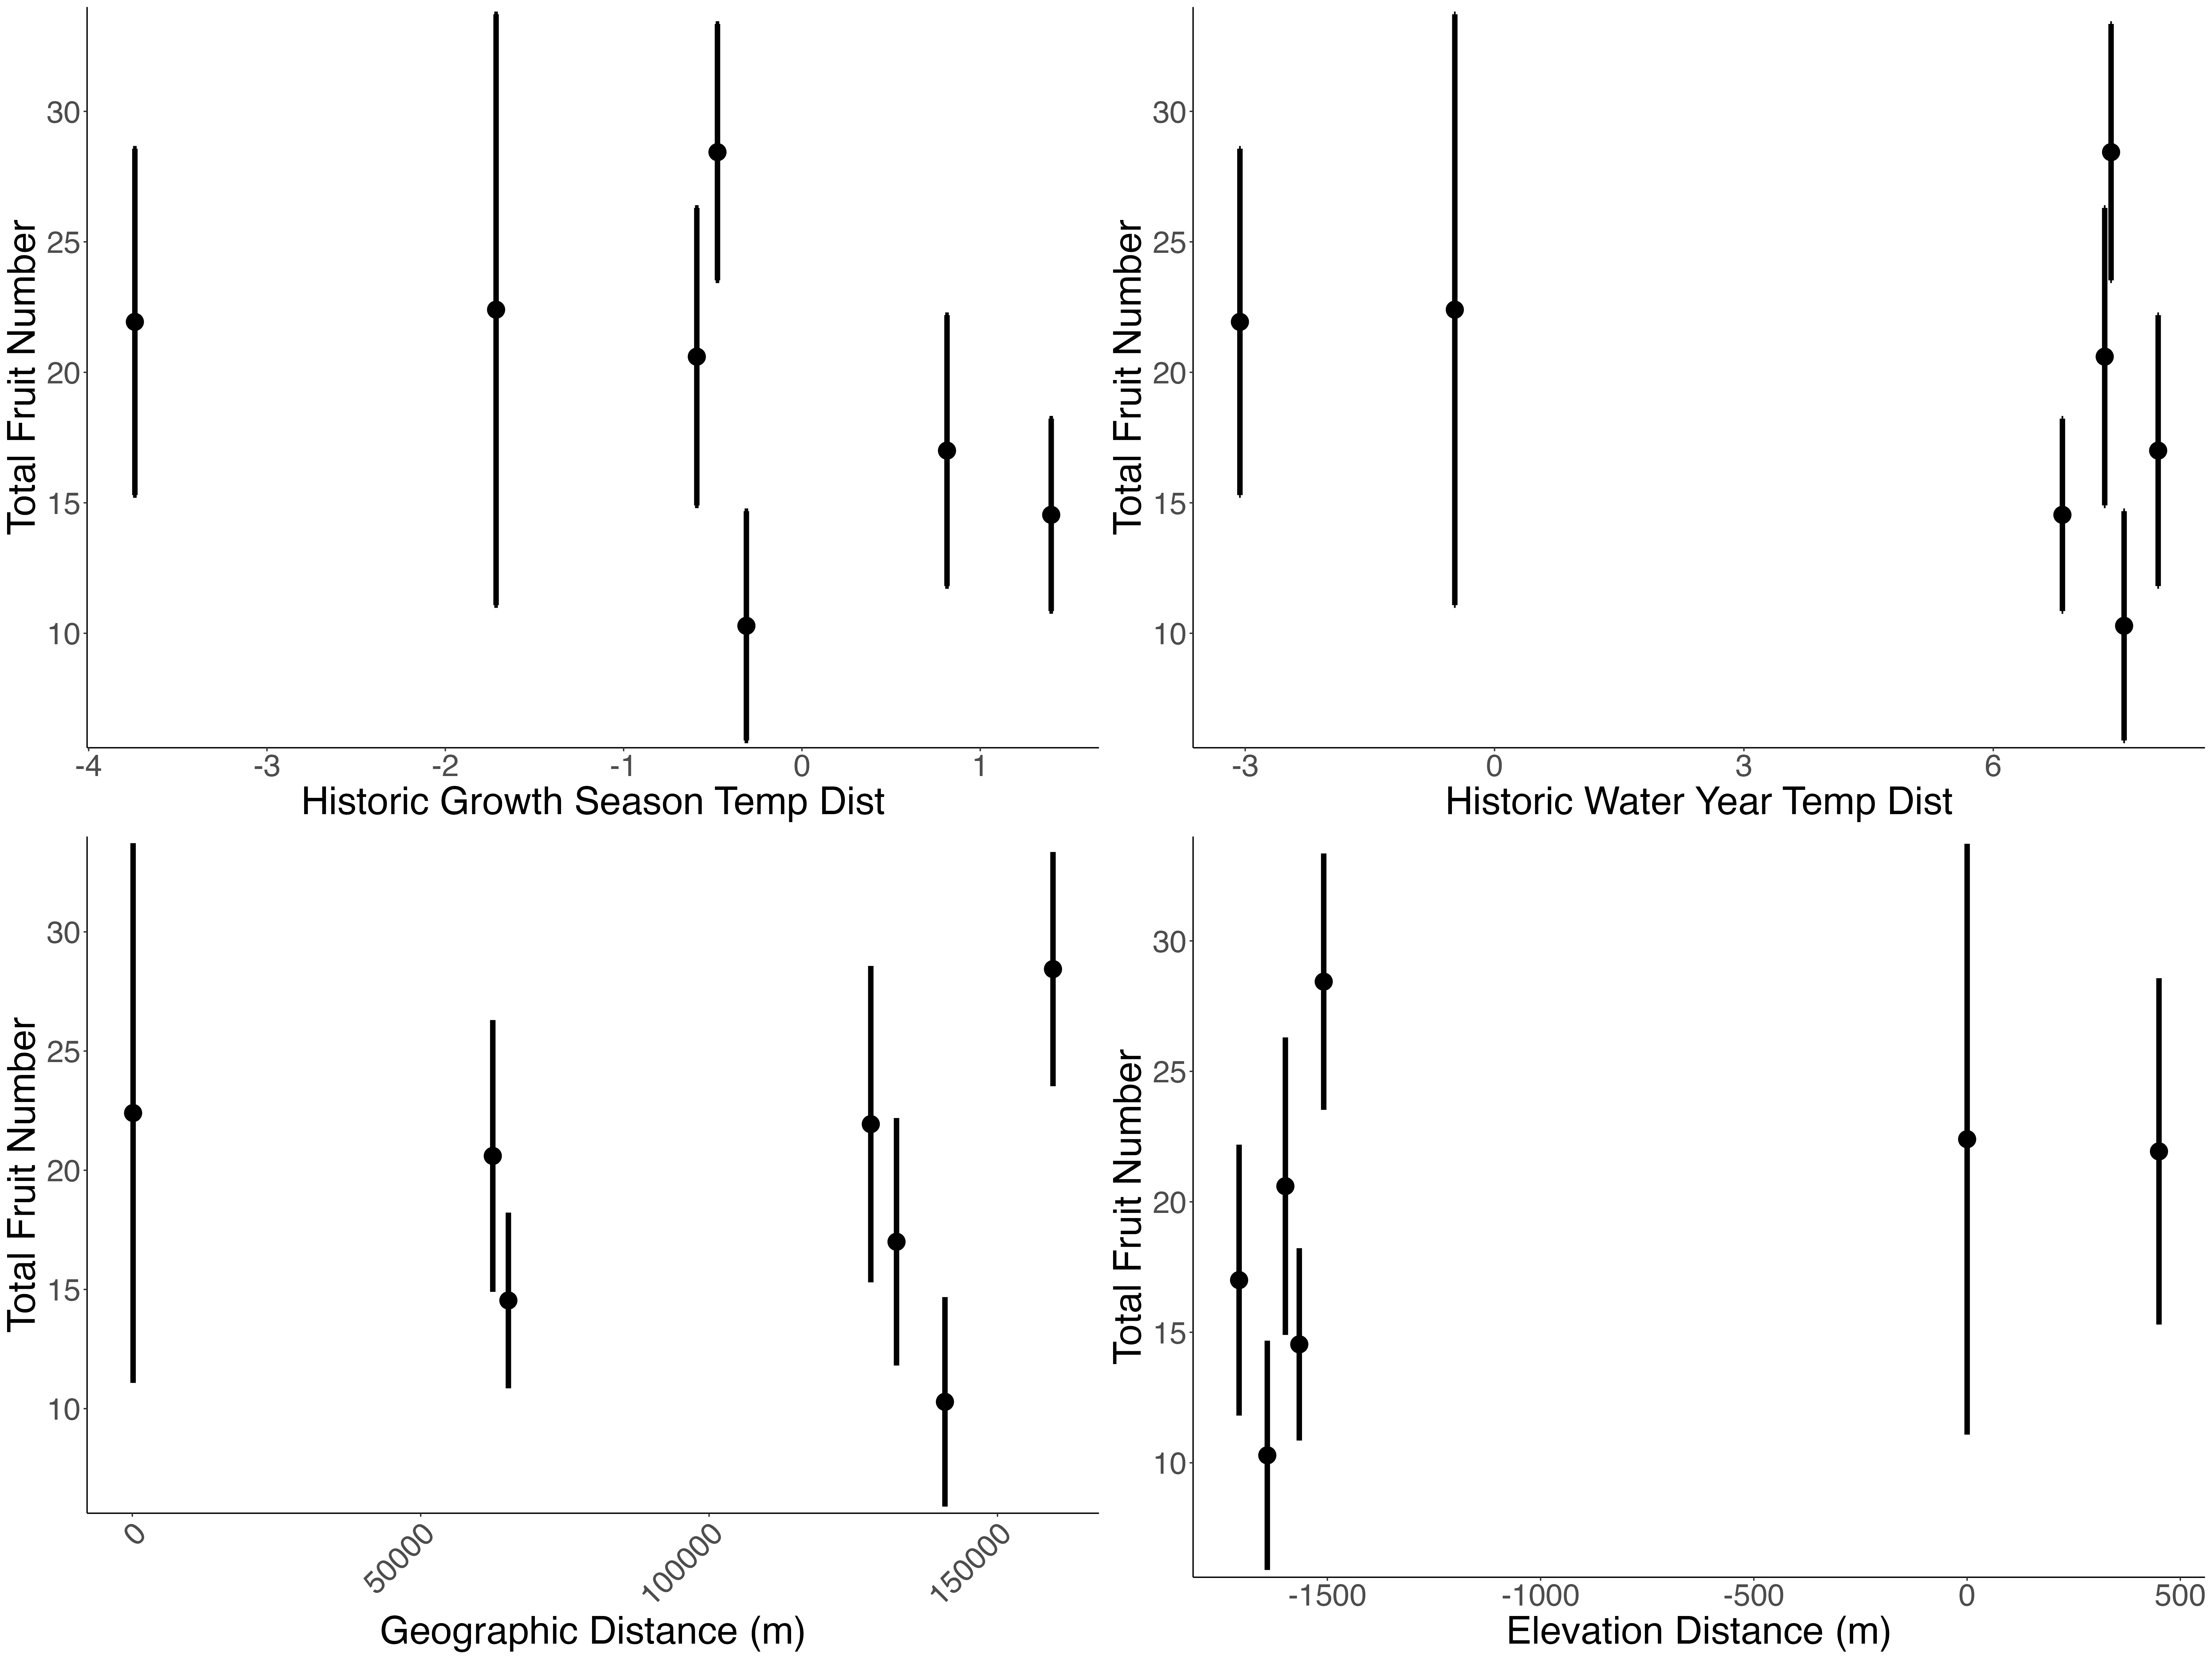 Total Fruit Number
30
25
20
15
10
-4 -3 -2 -1 0 1
Historic Growth Season Temp Dist
Total Fruit Number
30
25
20
15
10
-3 0 3 6
Historic Water Year Temp Dist
Total Fruit Number
30
25
20
15
10
0 50000 100000 150000
Geographic Distance (m)
Total Fruit Number
30
25
20
15
10
-1500 -1000 -500 0 500
Elevation Distance (m)